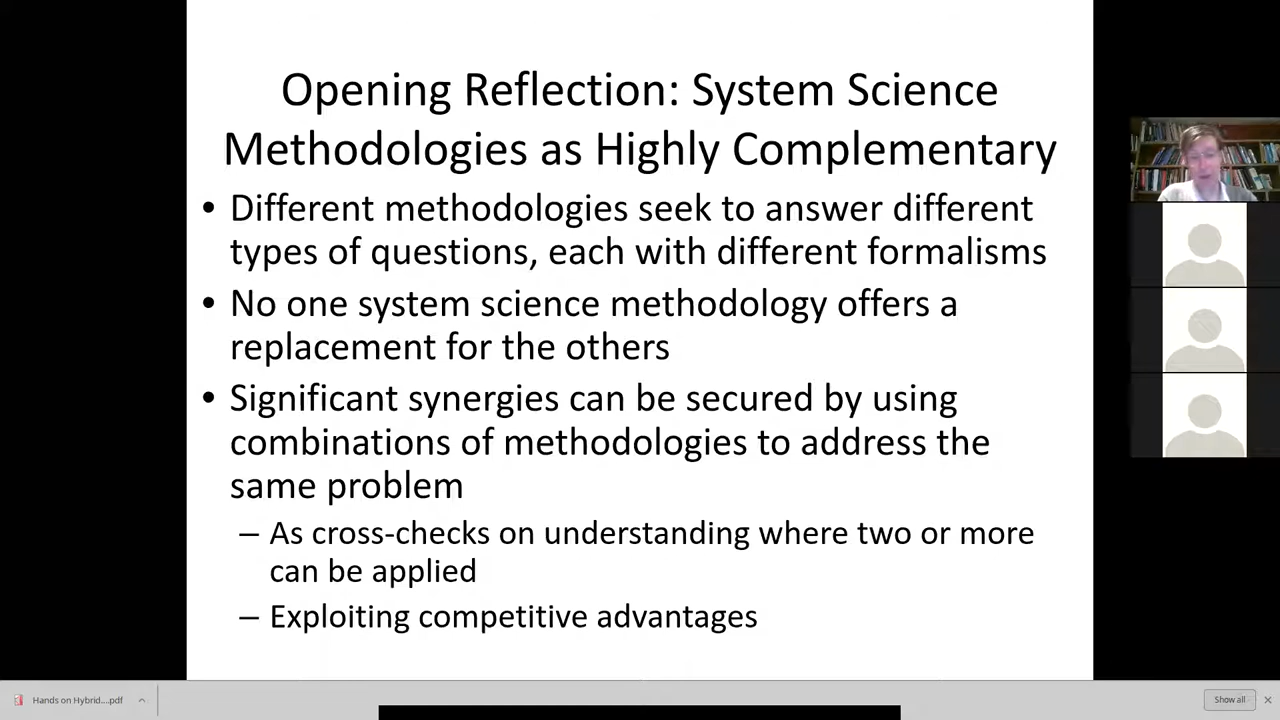 Opening Reflection: System Science
Methodologies as Highly Complementary
• Different methodologies seek to answer different
types of questions, each with different formalisms
• No one system science methodology offers a
replacement for the others
• Significant synergies can be secured by using
combinations of methodologies to address the
same problem
– As cross-checks on understanding where two or more
can be applied
– Exploiting competitive advantages
Hands on Hybrid....pdf
Show all